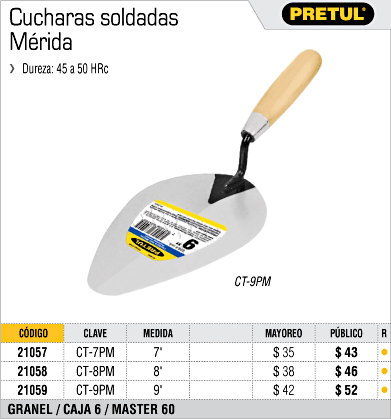 Cucharas soldadas
Mérida
PRETUL®
❯ Dureza: 45 a 50 HRc
9"
PRETUL
CT-9PM
CÓDIGO CLAVE MEDIDA MAYOREO PÚBLICO R
21057 CT-7PM 7" $ 35 $ 43 ●
21058 CT-8PM 8" $ 38 $ 46 ●
21059 CT-9PM 9" $ 42 $ 52 ●
GRANEL / CAJA 6 / MASTER 60